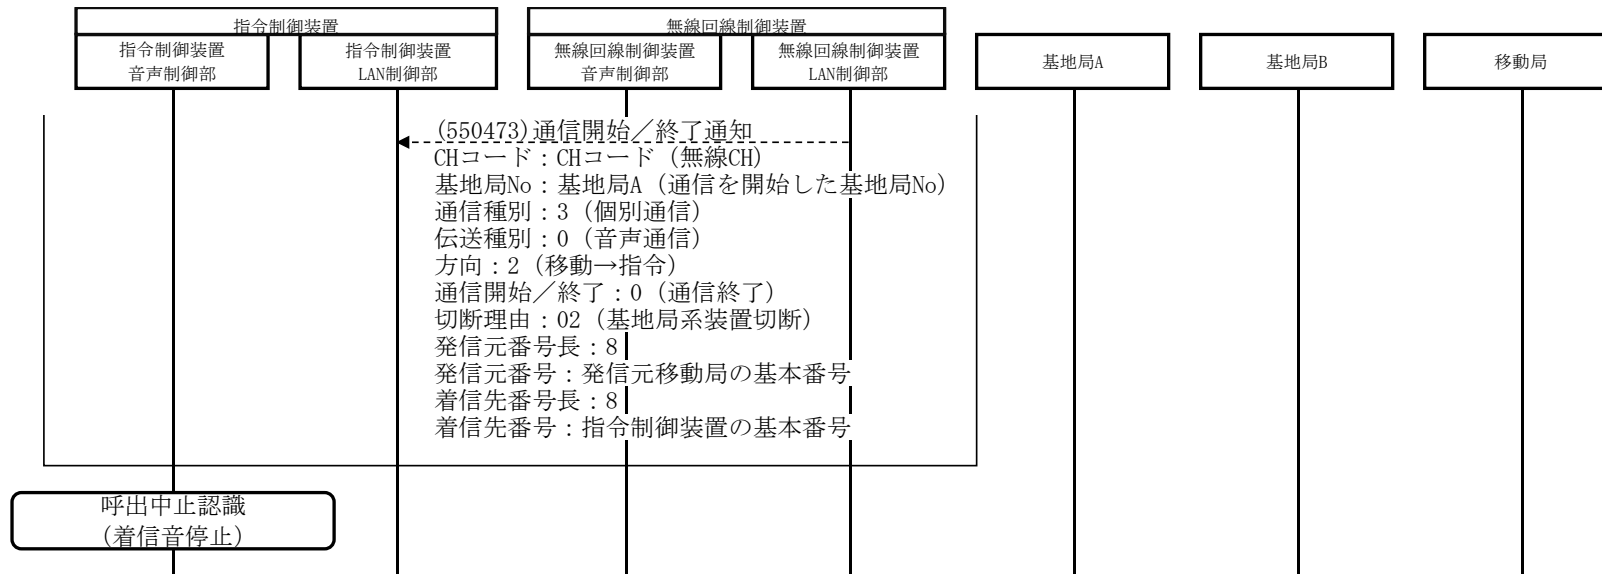 指令制御装置
無線回線制御装置
指令制御装置
音声制御部
指令制御装置
LAN制御部
無線回線制御装置
音声制御部
無線回線制御装置
LAN制御部
基地局A
基地局B
移動局
(550473)通信開始／終了通知
CHコード：CHコード（無線CH）
基地局No：基地局A（通信を開始した基地局No）
通信種別：3（個別通信）
伝送種別：0（音声通信）
方向：2（移動→指令）
通信開始／終了：0（通信終了）
切断理由：02（基地局系装置切断）
発信元番号長：8
発信元番号：発信元移動局の基本番号
着信先番号長：8
着信先番号：指令制御装置の基本番号
呼出中止認識
（着信音停止）